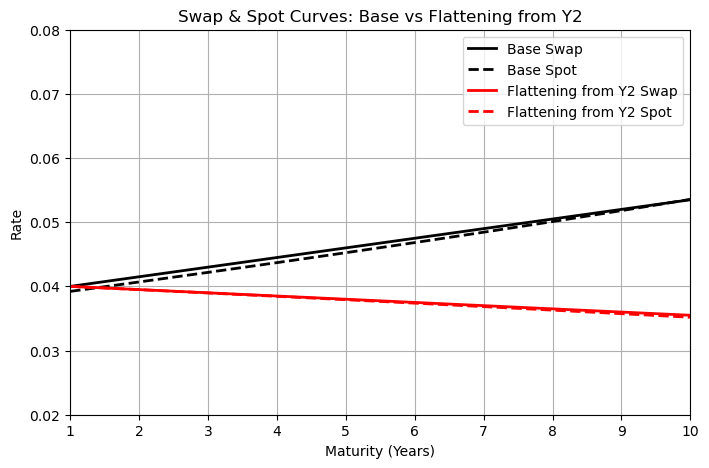 Swap & Spot Curves: Base vs Flattening from Y2
Base Swap
Base Spot
Flattening from Y2 Swap
Flattening from Y2 Spot
Rate
0.08
0.07
0.06
0.05
0.04
0.03
0.02
1 2 3 4 5 6 7 8 9 10
Maturity (Years)